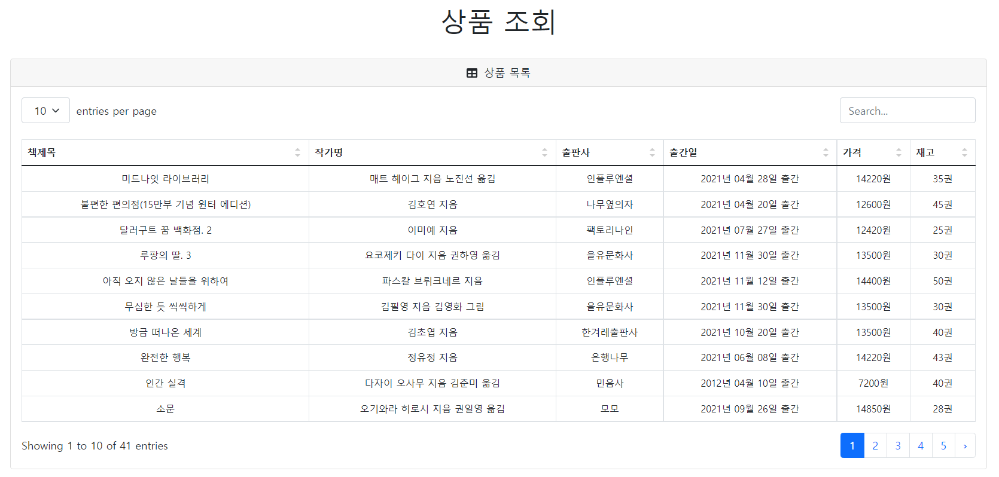 상품 조회
상품 목록
10 entries per page Search...
책제목 작가명 출판사 출간일 가격 재고
미드나잇 라이브러리 매트 헤이그 지음 노진선 옮김 인플루엔셜 2021년 04월 28일 출간 14220원 35권
불편한 편의점(15만부 기념 윈터 에디션) 김호연 지음 나무옆의자 2021년 04월 20일 출간 12600원 45권
달러구트 꿈 백화점. 2 이미예 지음 팩토리나인 2021년 07월 27일 출간 12420원 25권
루팡의 딸. 3 요코제키 다이 지음 권하영 옮김 을유문화사 2021년 11월 30일 출간 13500원 30권
아직 오지 않은 날들을 위하여 파스칼 브뤼크네르 지음 인플루엔셜 2021년 11월 12일 출간 14400원 50권
무심한 듯 씩씩하게 김필영 지음 김영화 그림 을유문화사 2021년 11월 30일 출간 13500원 30권
방금 떠나온 세계 김초엽 지음 한겨레출판사 2021년 10월 20일 출간 13500원 40권
완전한 행복 정유정 지음 은행나무 2021년 06월 08일 출간 14220원 43권
인간 실격 다자이 오사무 지음 김춘미 옮김 민음사 2012년 04월 10일 출간 7200원 40권
소문 오기와라 히로시 지음 권일영 옮김 모모 2021년 09월 26일 출간 14850원 28권
Showing 1 to 10 of 41 entries 1 2 3 4 5 ›